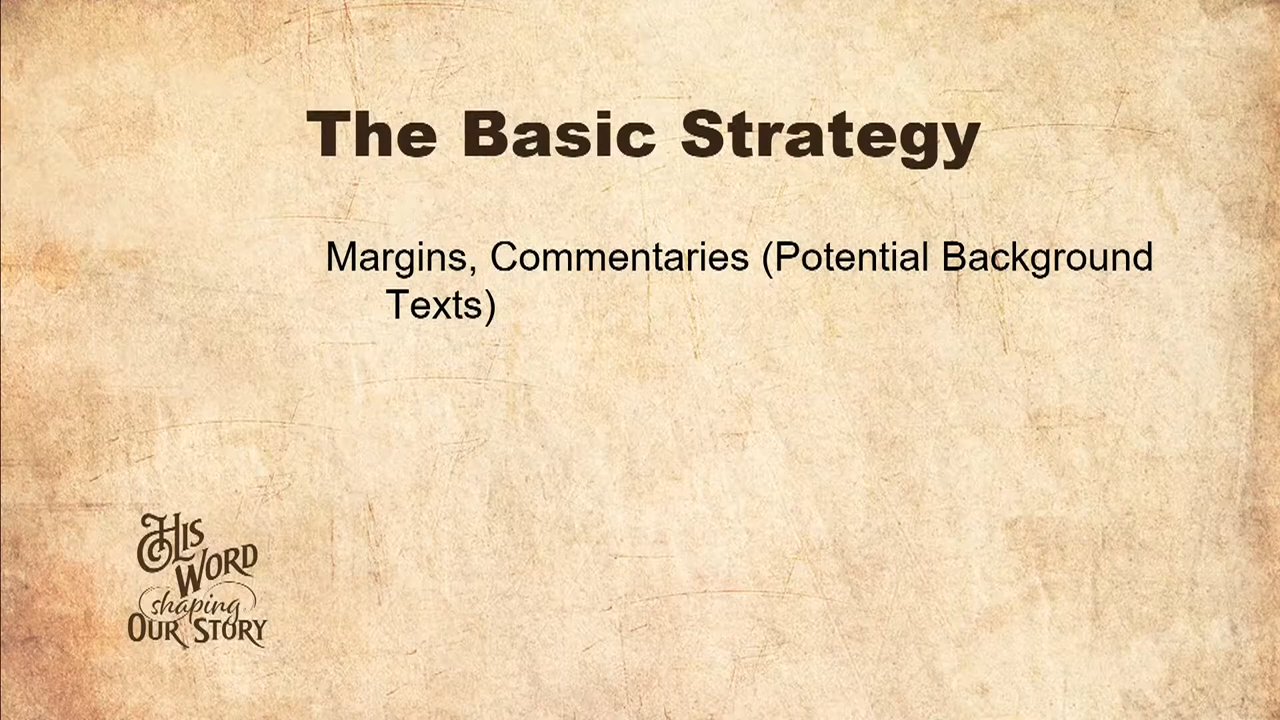 The Basic Strategy
Margins, Commentaries (Potential Background
Texts)
HIS
WORD
shaping
OUR STORY